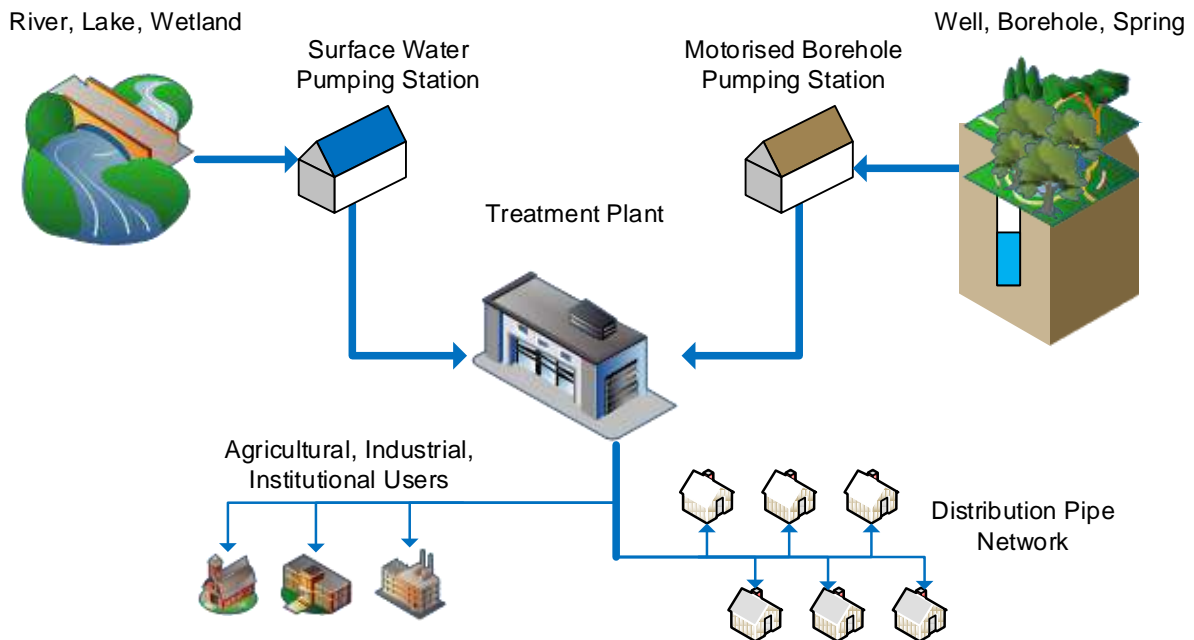 River, Lake, Wetland
Surface Water
Pumping Station
Motorised Borehole
Pumping Station
Well, Borehole, Spring
Treatment Plant
Agricultural, Industrial,
Institutional Users
Distribution Pipe
Network